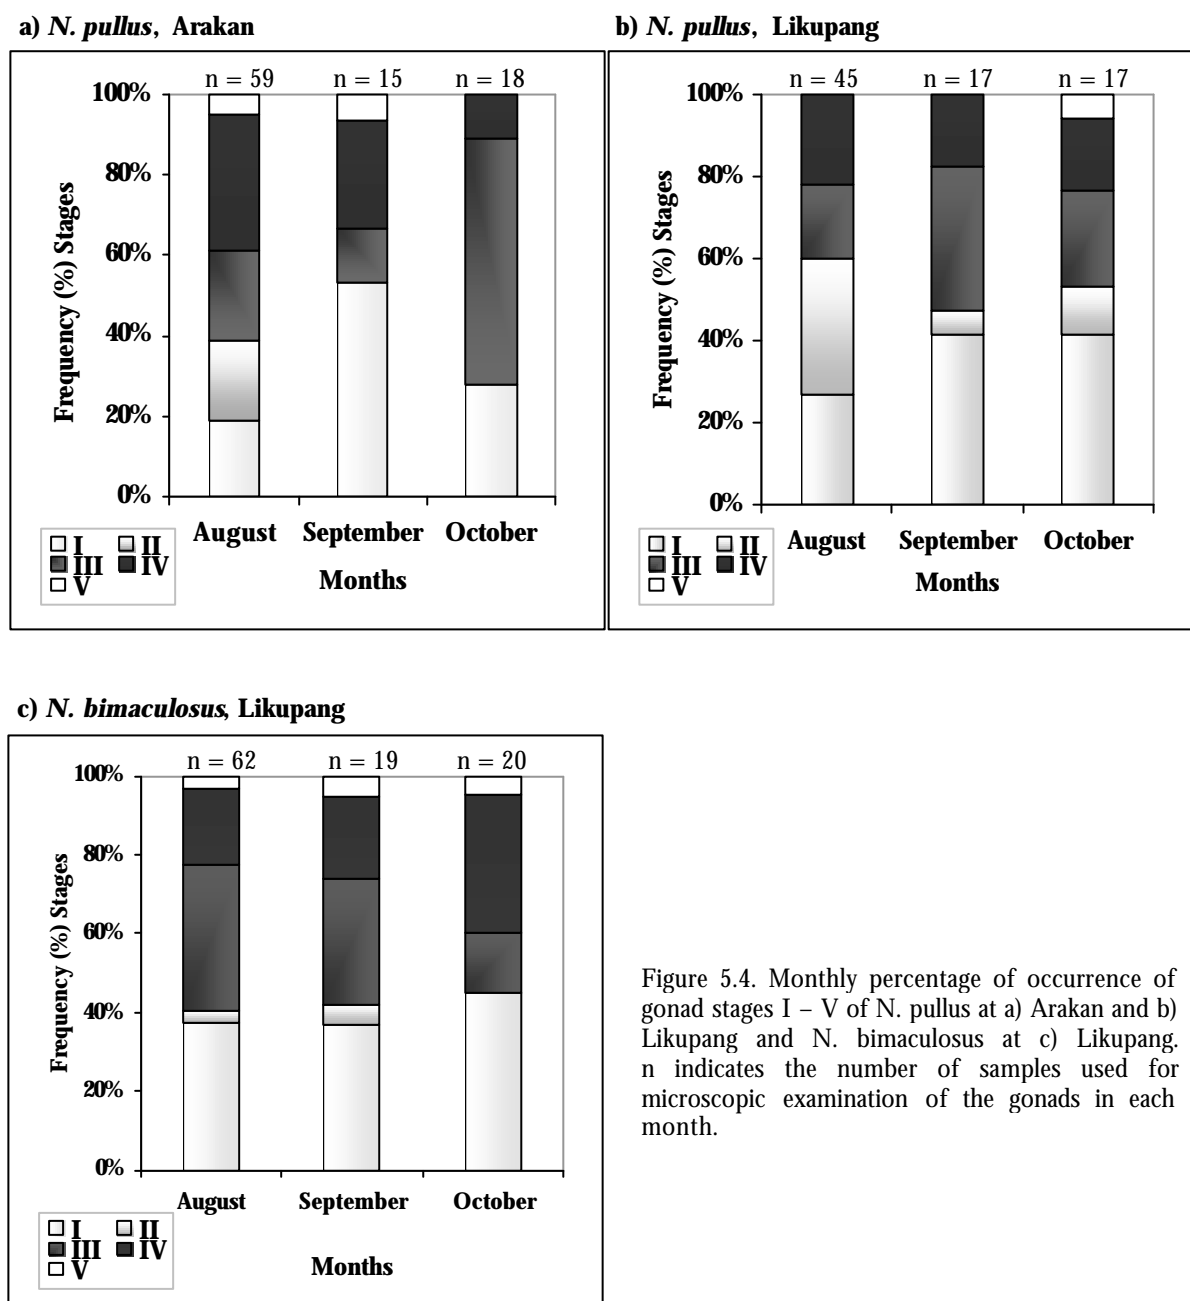 a) N. pullus, Arakan
n = 59 n = 15 n = 18
100%
80%
60%
40%
20%
0%
Frequency (%) Stages
August September October
Months
I II
III IV
V
b) N. pullus, Likupang
n = 45 n = 17 n = 17
100%
80%
60%
40%
20%
0%
Frequency (%) Stages
August September October
Months
I II
III IV
V
c) N. bimaculosus, Likupang
n = 62 n = 19 n = 20
100%
80%
60%
40%
20%
0%
Frequency (%) Stages
August September October
Months
I II
III IV
V
Figure 5.4. Monthly percentage of occurrence of
gonad stages I – V of N. pullus at a) Arakan and b)
Likupang and N. bimaculosus at c) Likupang.
n indicates the number of samples used for
microscopic examination of the gonads in each
month.